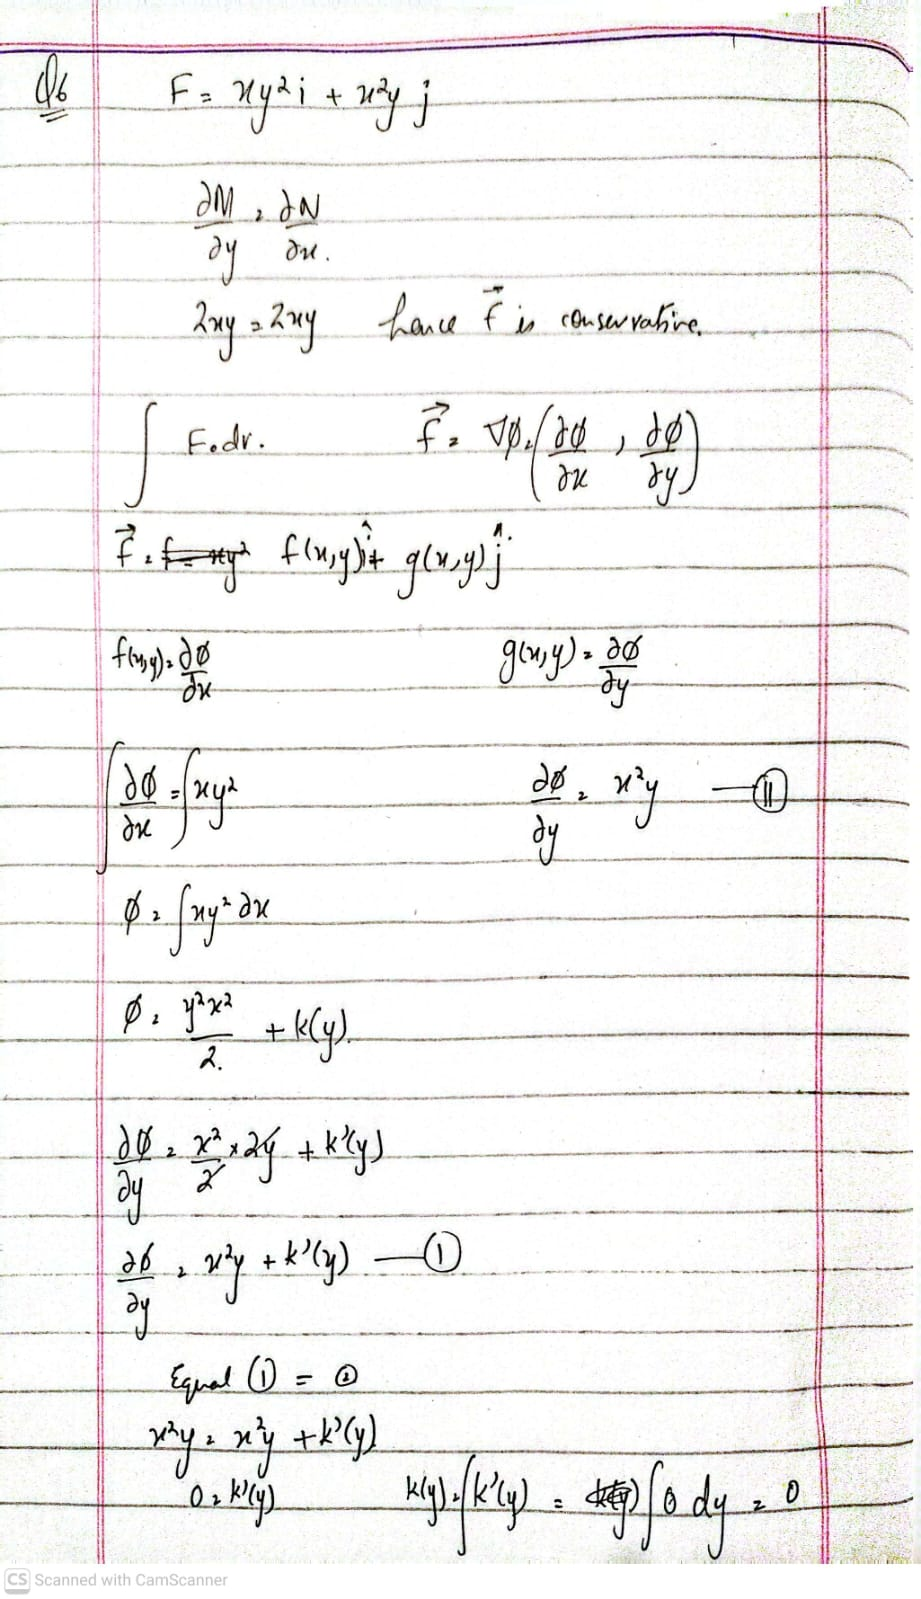 Q6 F = xy²i + x²y j
∂M/∂y = ∂N/∂x.
2xy = 2xy hence F⃗ is conservative.
∫ F.dr. F⃗ = ∇φ = (∂φ/∂x , ∂φ/∂y)
F⃗ = f = xy² f(x,y)î + g(x,y)ĵ
f(x,y) = ∂φ/∂x g(x,y) = ∂φ/∂y
∫ ∂φ/∂x = ∫ xy² ∂φ/∂y = x²y — (II)
φ = ∫ xy² ∂x
φ = y²x²/2. + k(y).
∂φ/∂y = x²/2 × 2y + k'(y)
∂φ/∂y = x²y + k'(y) — (I)
Equal (1) = (2)
x²y = x²y + k'(y)
0 = k'(y) k(y) = ∫ k'(y) = ∫ 0 dy = 0
CS Scanned with CamScanner